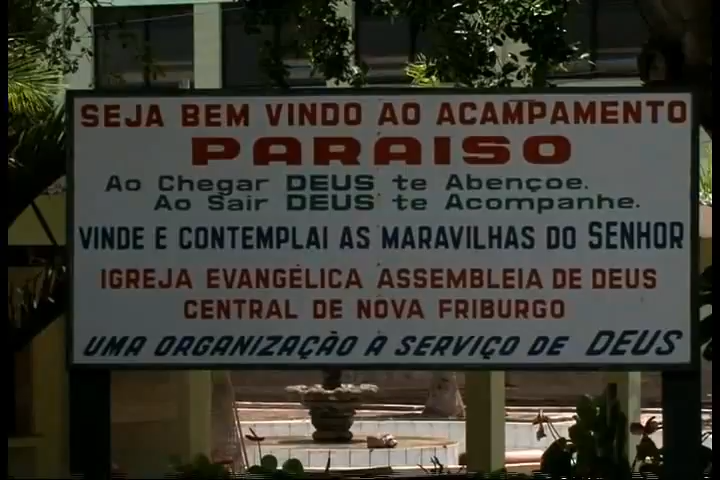 SEJA BEM VINDO AO ACAMPAMENTO
PARAISO
Ao Chegar DEUS te Abençoe.
Ao Sair DEUS te Acompanhe.
VINDE E CONTEMPLAI AS MARAVILHAS DO SENHOR
IGREJA EVANGÉLICA ASSEMBLEIA DE DEUS
CENTRAL DE NOVA FRIBURGO
UMA ORGANIZAÇÃO A SERVIÇO DE DEUS